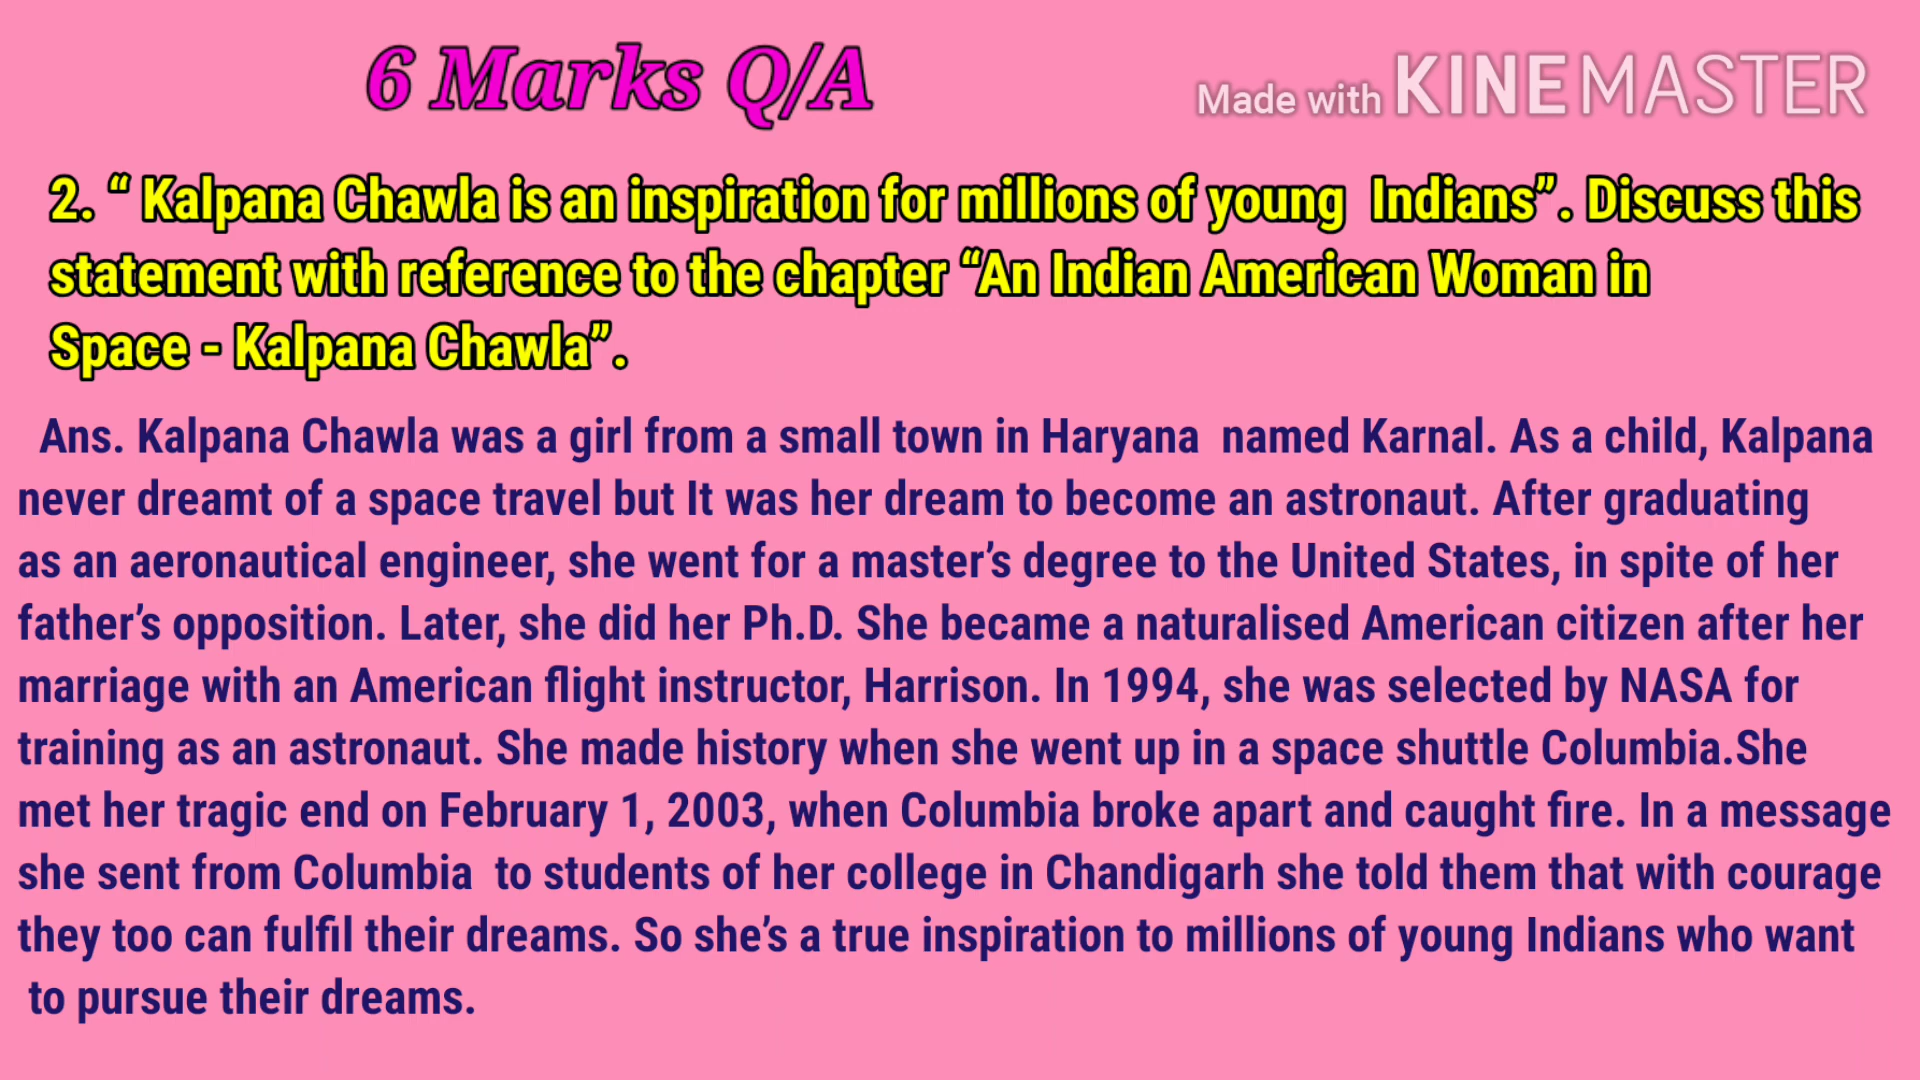 6 Marks Q/A
Made with KINEMASTER
2. “ Kalpana Chawla is an inspiration for millions of young Indians”. Discuss this
statement with reference to the chapter “An Indian American Woman in
Space - Kalpana Chawla”.
Ans. Kalpana Chawla was a girl from a small town in Haryana named Karnal. As a child, Kalpana
never dreamt of a space travel but It was her dream to become an astronaut. After graduating
as an aeronautical engineer, she went for a master’s degree to the United States, in spite of her
father’s opposition. Later, she did her Ph.D. She became a naturalised American citizen after her
marriage with an American flight instructor, Harrison. In 1994, she was selected by NASA for
training as an astronaut. She made history when she went up in a space shuttle Columbia.She
met her tragic end on February 1, 2003, when Columbia broke apart and caught fire. In a message
she sent from Columbia to students of her college in Chandigarh she told them that with courage
they too can fulfil their dreams. So she’s a true inspiration to millions of young Indians who want
to pursue their dreams.